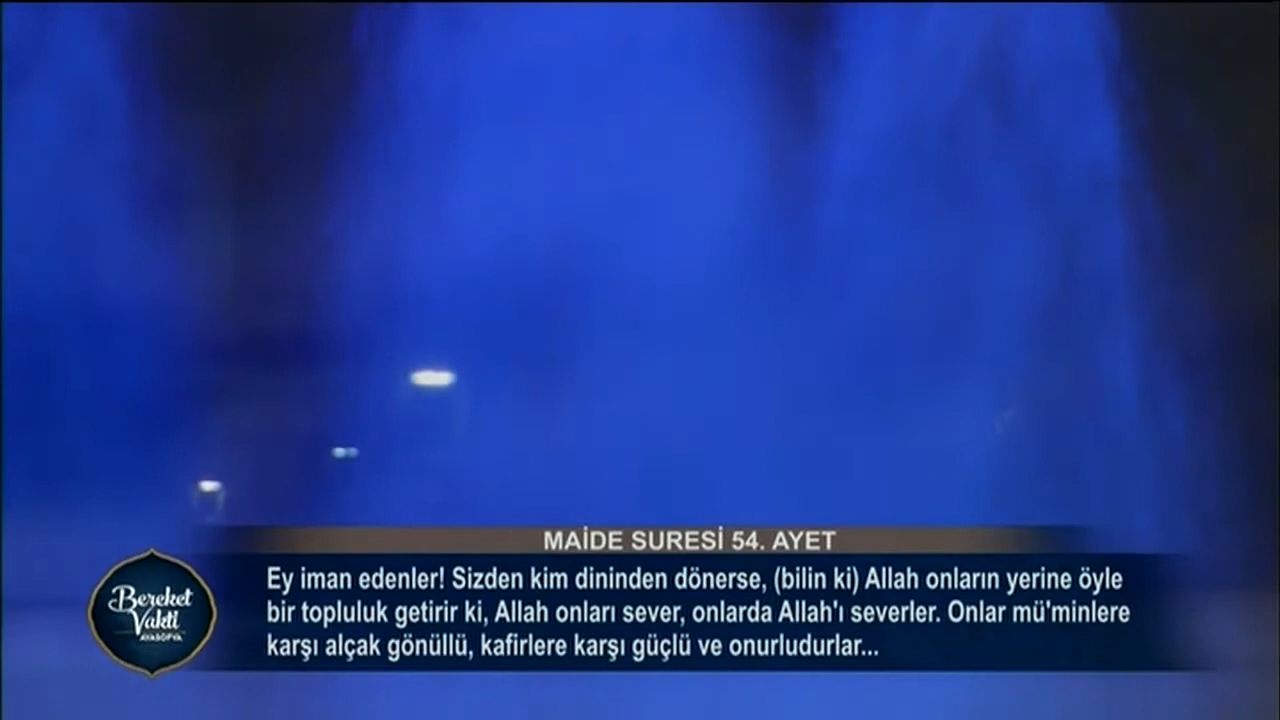 MAİDE SURESİ 54. AYET
Ey iman edenler! Sizden kim dininden dönerse, (bilin ki) Allah onların yerine öyle
bir topluluk getirir ki, Allah onları sever, onlarda Allah'ı severler. Onlar mü'minlere
karşı alçak gönüllü, kafirlere karşı güçlü ve onurludurlar...
Bereket
Vakti
AYASOFYA